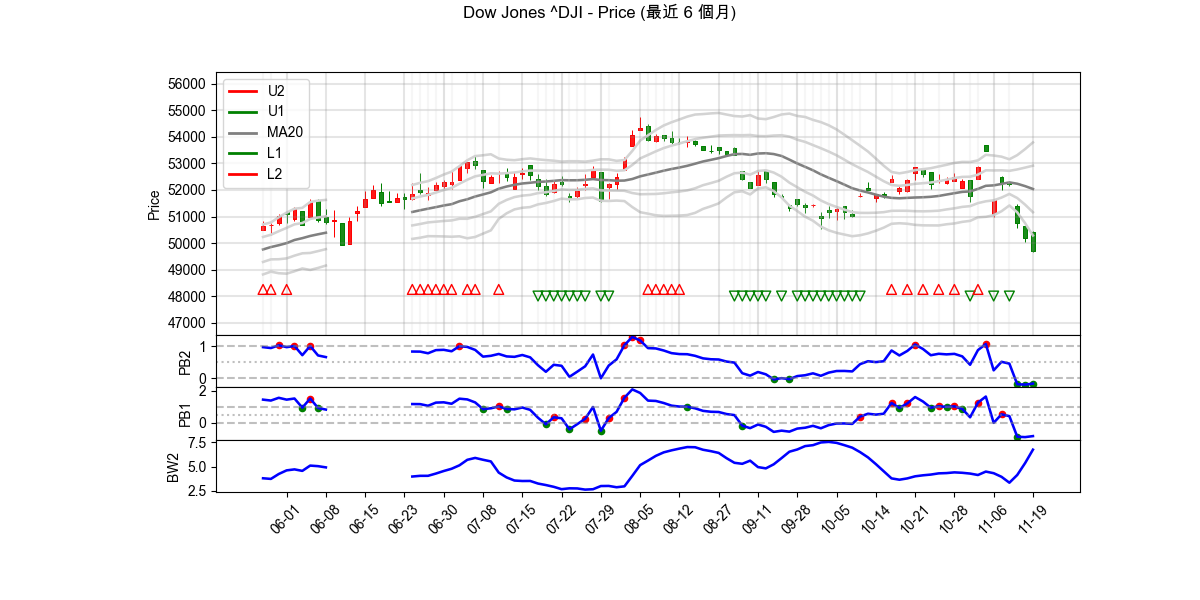 Dow Jones ^DJI - Price (最近 6 個月)
U2
U1
MA20
L1
L2
Price
56000
55000
54000
53000
52000
51000
50000
49000
48000
47000
PB2
1
0
PB1
2
0
BW2
7.5
5.0
2.5
06-01 06-08 06-15 06-23 06-30 07-08 07-15 07-22 07-29 08-05 08-12 08-27 09-11 09-28 10-05 10-14 10-21 10-28 11-06 11-19